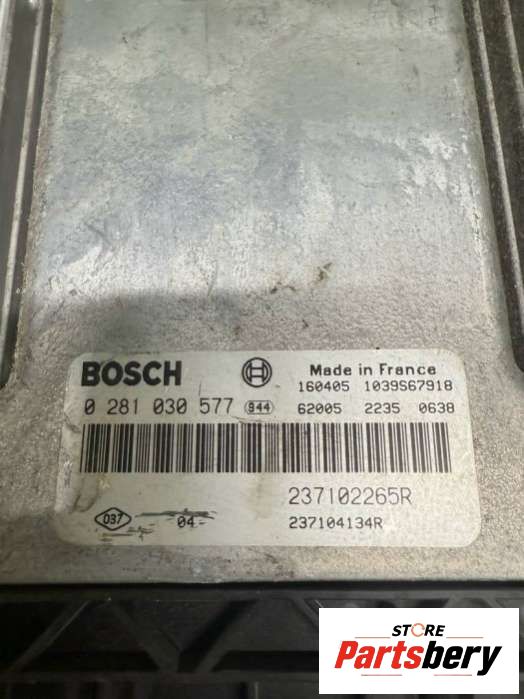 BOSCH Made in France
160405 1039S67918
0 281 030 577 944 62005 2235 0638
237102265R
037 04- 237104134R
STORE
Partsbery